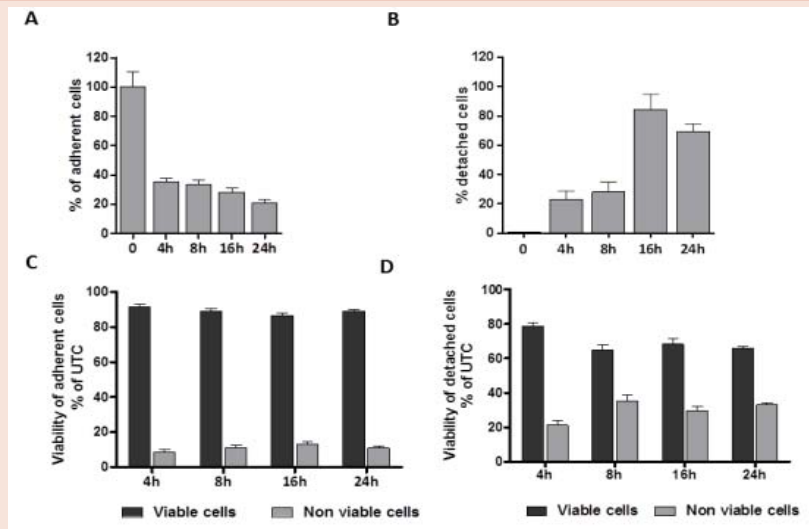 A
% of adherent cells
120
100
80
60
40
20
0
0 4h 8h 16h 24h
B
% detached cells
120
100
80
60
40
20
0
0 4h 8h 16h 24h
C
Viability of adherent cells
% of UTC
100
80
60
40
20
0
4h 8h 16h 24h
Viable cells Non viable cells
D
Viability of detached cells
% of UTC
100
80
60
40
20
0
4h 8h 16h 24h
Viable cells Non viable cells